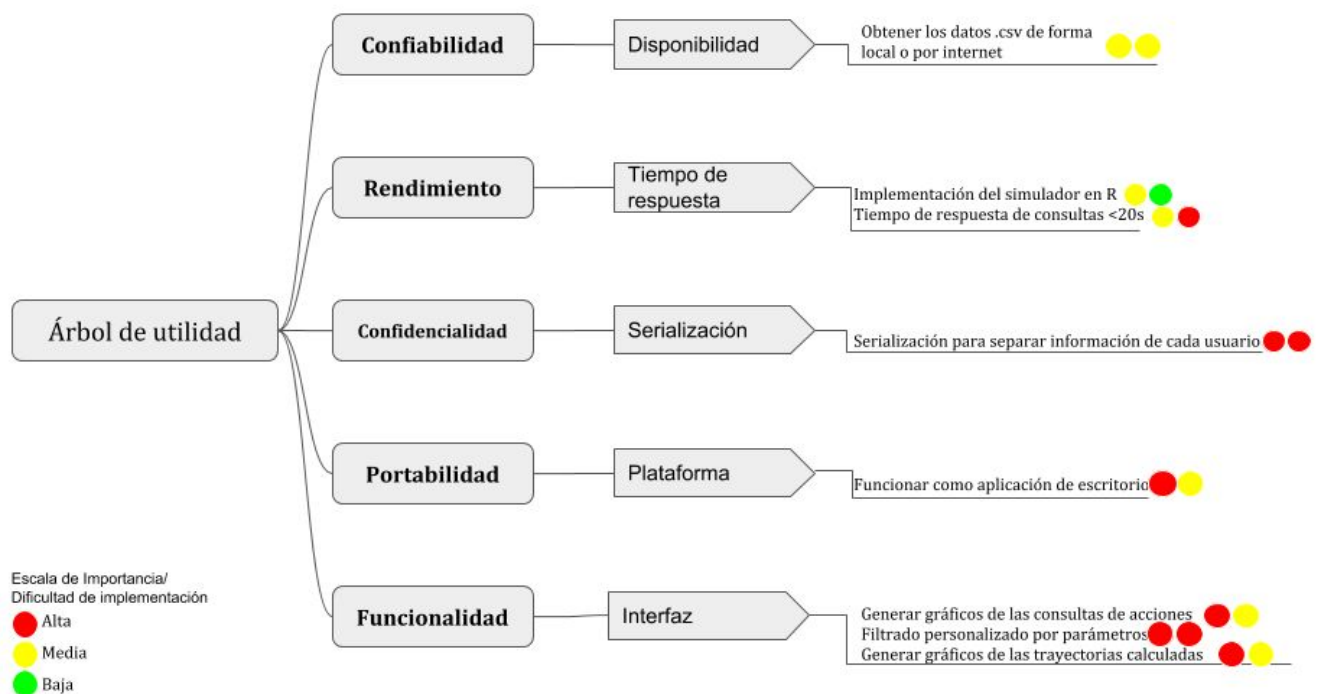 Confiabilidad
Disponibilidad
Obtener los datos .csv de forma
local o por internet
Rendimiento
Tiempo de
respuesta
Implementación del simulador en R
Tiempo de respuesta de consultas <20s
Árbol de utilidad
Confidencialidad
Serialización
Serialización para separar información de cada usuario
Portabilidad
Plataforma
Funcionar como aplicación de escritorio
Funcionalidad
Interfaz
Generar gráficos de las consultas de acciones
Filtrado personalizado por parámetros
Generar gráficos de las trayectorias calculadas
Escala de Importancia/
Dificultad de implementación
Alta
Media
Baja